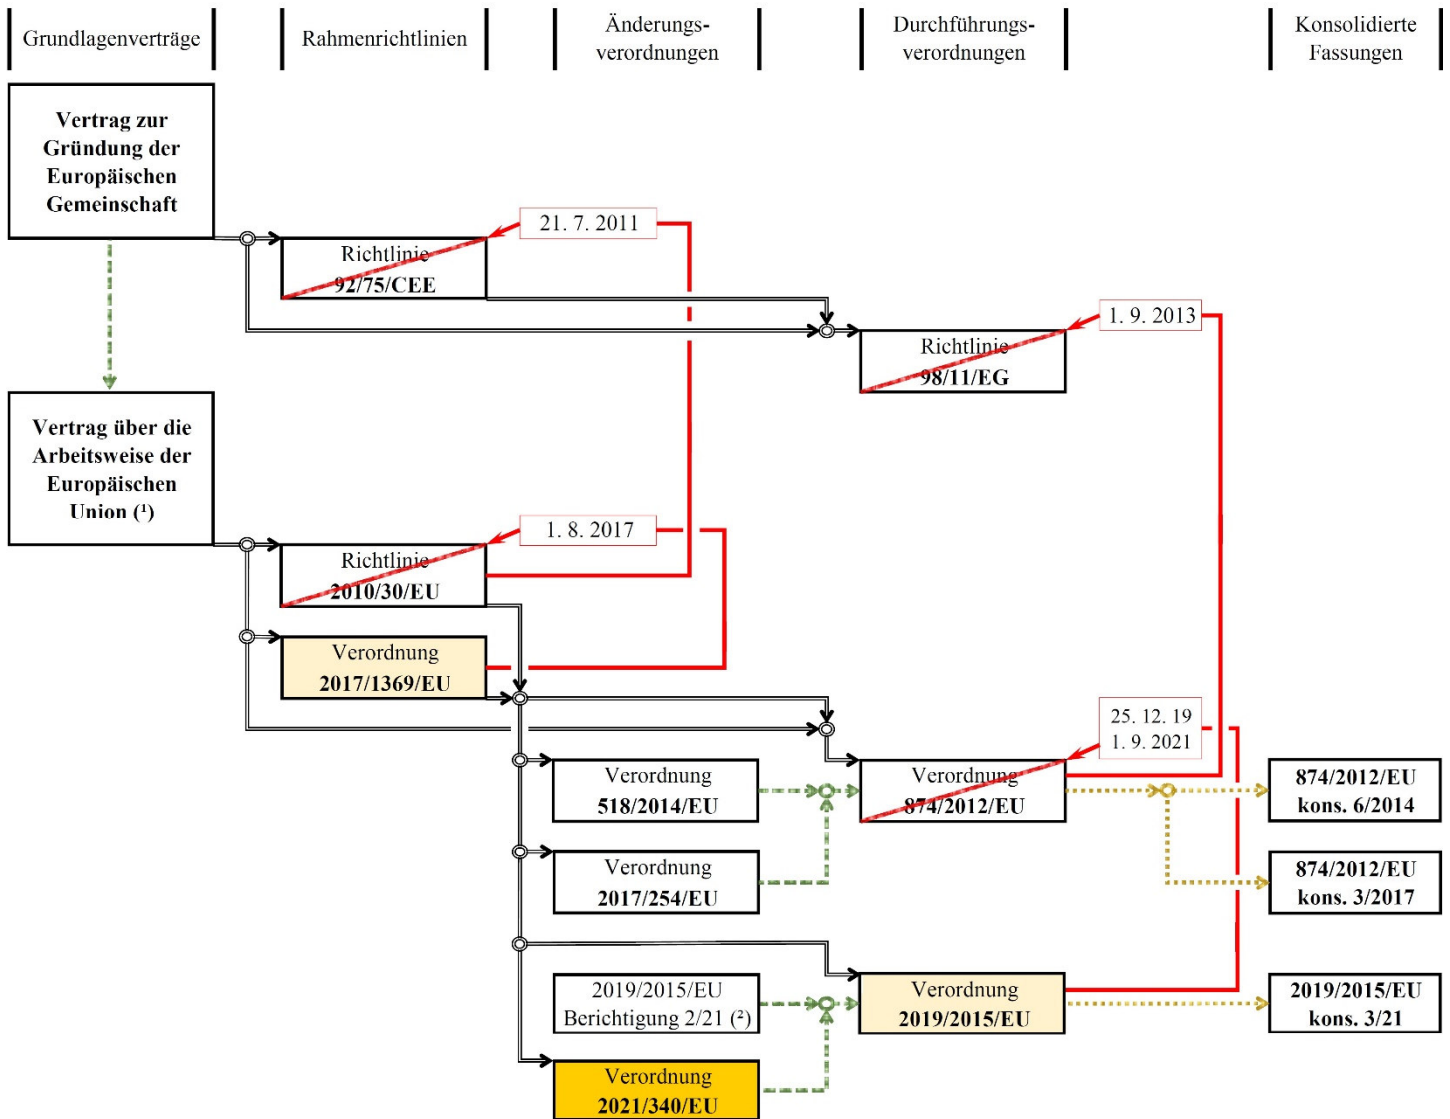 Grundlagenverträge
Rahmenrichtlinien
Änderungs-
verordnungen
Durchführungs-
verordnungen
Konsolidierte
Fassungen
Vertrag zur
Gründung der
Europäischen
Gemeinschaft
21. 7. 2011
Richtlinie
92/75/CEE
1. 9. 2013
Richtlinie
98/11/EG
Vertrag über die
Arbeitsweise der
Europäischen
Union (¹)
1. 8. 2017
Richtlinie
2010/30/EU
Verordnung
2017/1369/EU
25. 12. 19
1. 9. 2021
Verordnung
518/2014/EU
Verordnung
874/2012/EU
874/2012/EU
kons. 6/2014
Verordnung
2017/254/EU
874/2012/EU
kons. 3/2017
2019/2015/EU
Berichtigung 2/21 (²)
Verordnung
2019/2015/EU
2019/2015/EU
kons. 3/21
Verordnung
2021/340/EU